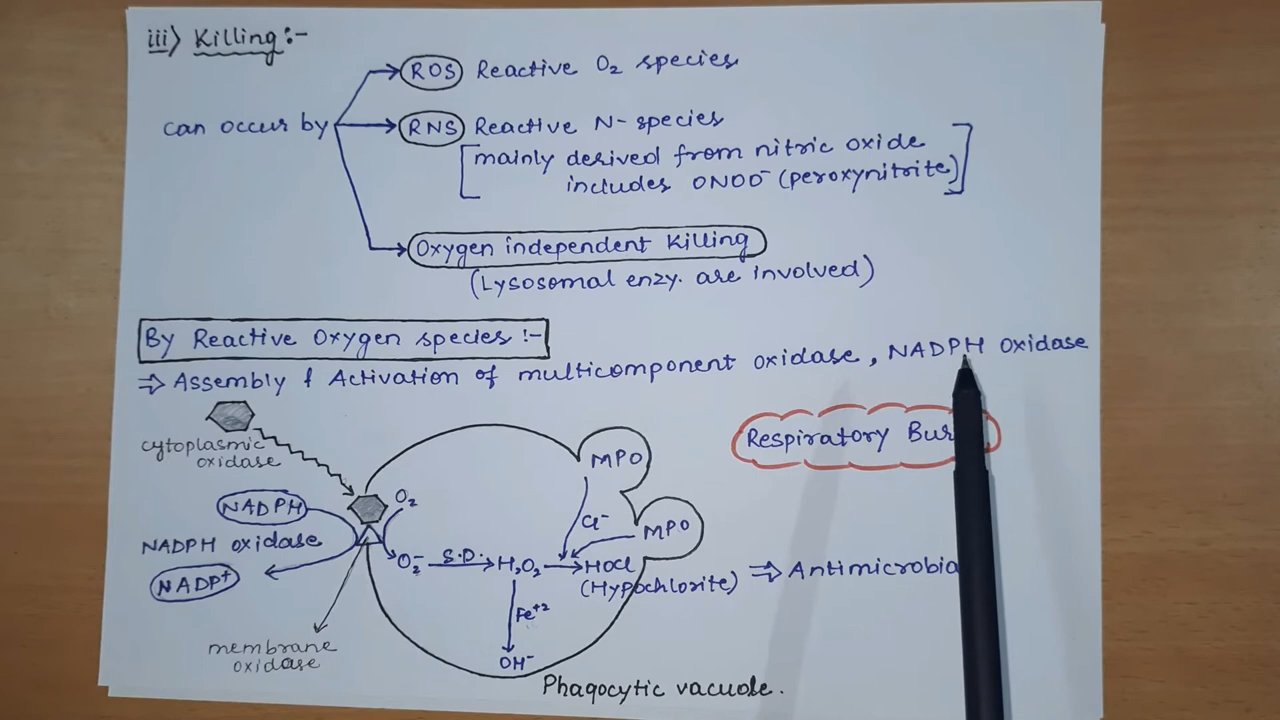 iii) Killing:-
ROS Reactive O2 species
can occur by
RNS Reactive N-species
[mainly derived from nitric oxide
includes ONOO⁻ (peroxynitrite)]
Oxygen independent Killing
(Lysosomal enzy. are involved)
By Reactive Oxygen species :-
⇒ Assembly & Activation of multicomponent oxidase, NADPH oxidase
cytoplasmic
oxidase
Respiratory
MPO
NADPH
O2
Cl⁻
MPO
NADPH oxidase
O2⁻ S.D. H2O2 → HOCl
(Hypochlorite) ⇒
NADP⁺
Fe⁺²
OH⁻
membrane
oxidase
Phagocytic vacuole.